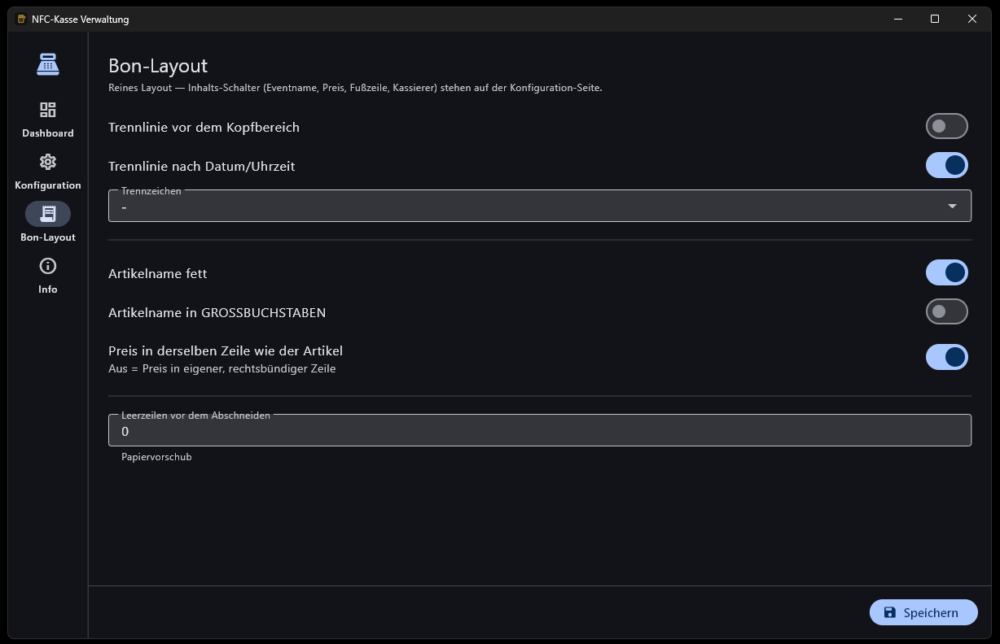 NFC-Kasse Verwaltung
Dashboard
Konfiguration
Bon-Layout
Info
Bon-Layout
Reines Layout — Inhalts-Schalter (Eventname, Preis, Fußzeile, Kassierer) stehen auf der Konfiguration-Seite.
Trennlinie vor dem Kopfbereich
Trennlinie nach Datum/Uhrzeit
Trennzeichen
-
Artikelname fett
Artikelname in GROSSBUCHSTABEN
Preis in derselben Zeile wie der Artikel
Aus = Preis in eigener, rechtsbündiger Zeile
Leerzeilen vor dem Abschneiden
0
Papiervorschub
Speichern